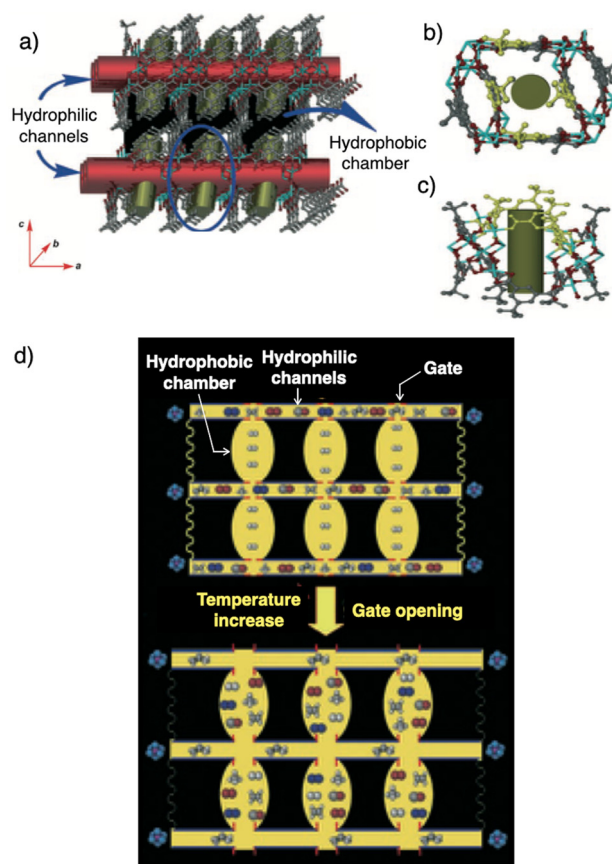 a)
Hydrophilic
channels
Hydrophobic
chamber
c
b
a
b)
c)
d)
Hydrophobic
chamber
Hydrophilic
channels
Gate
Temperature
increase
Gate opening